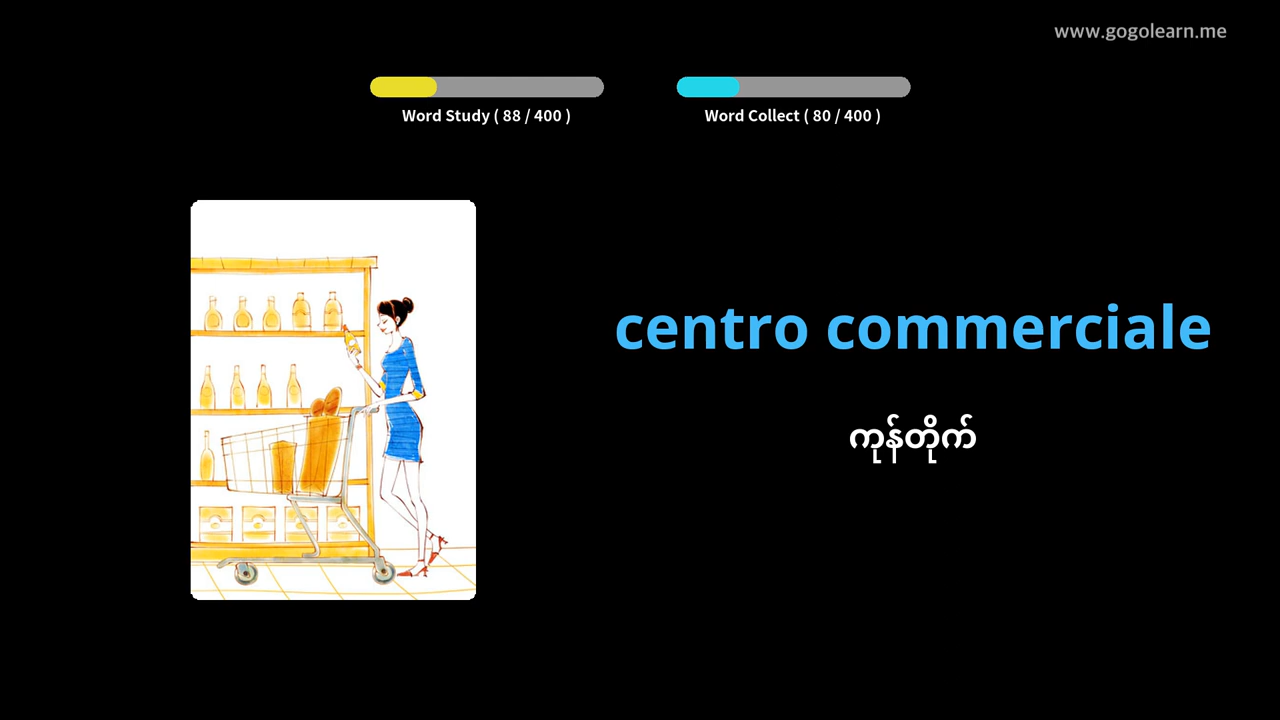 www.gogolearn.me
Word Study ( 88 / 400 )
Word Collect ( 80 / 400 )
centro commerciale
ကုန်တိုက်